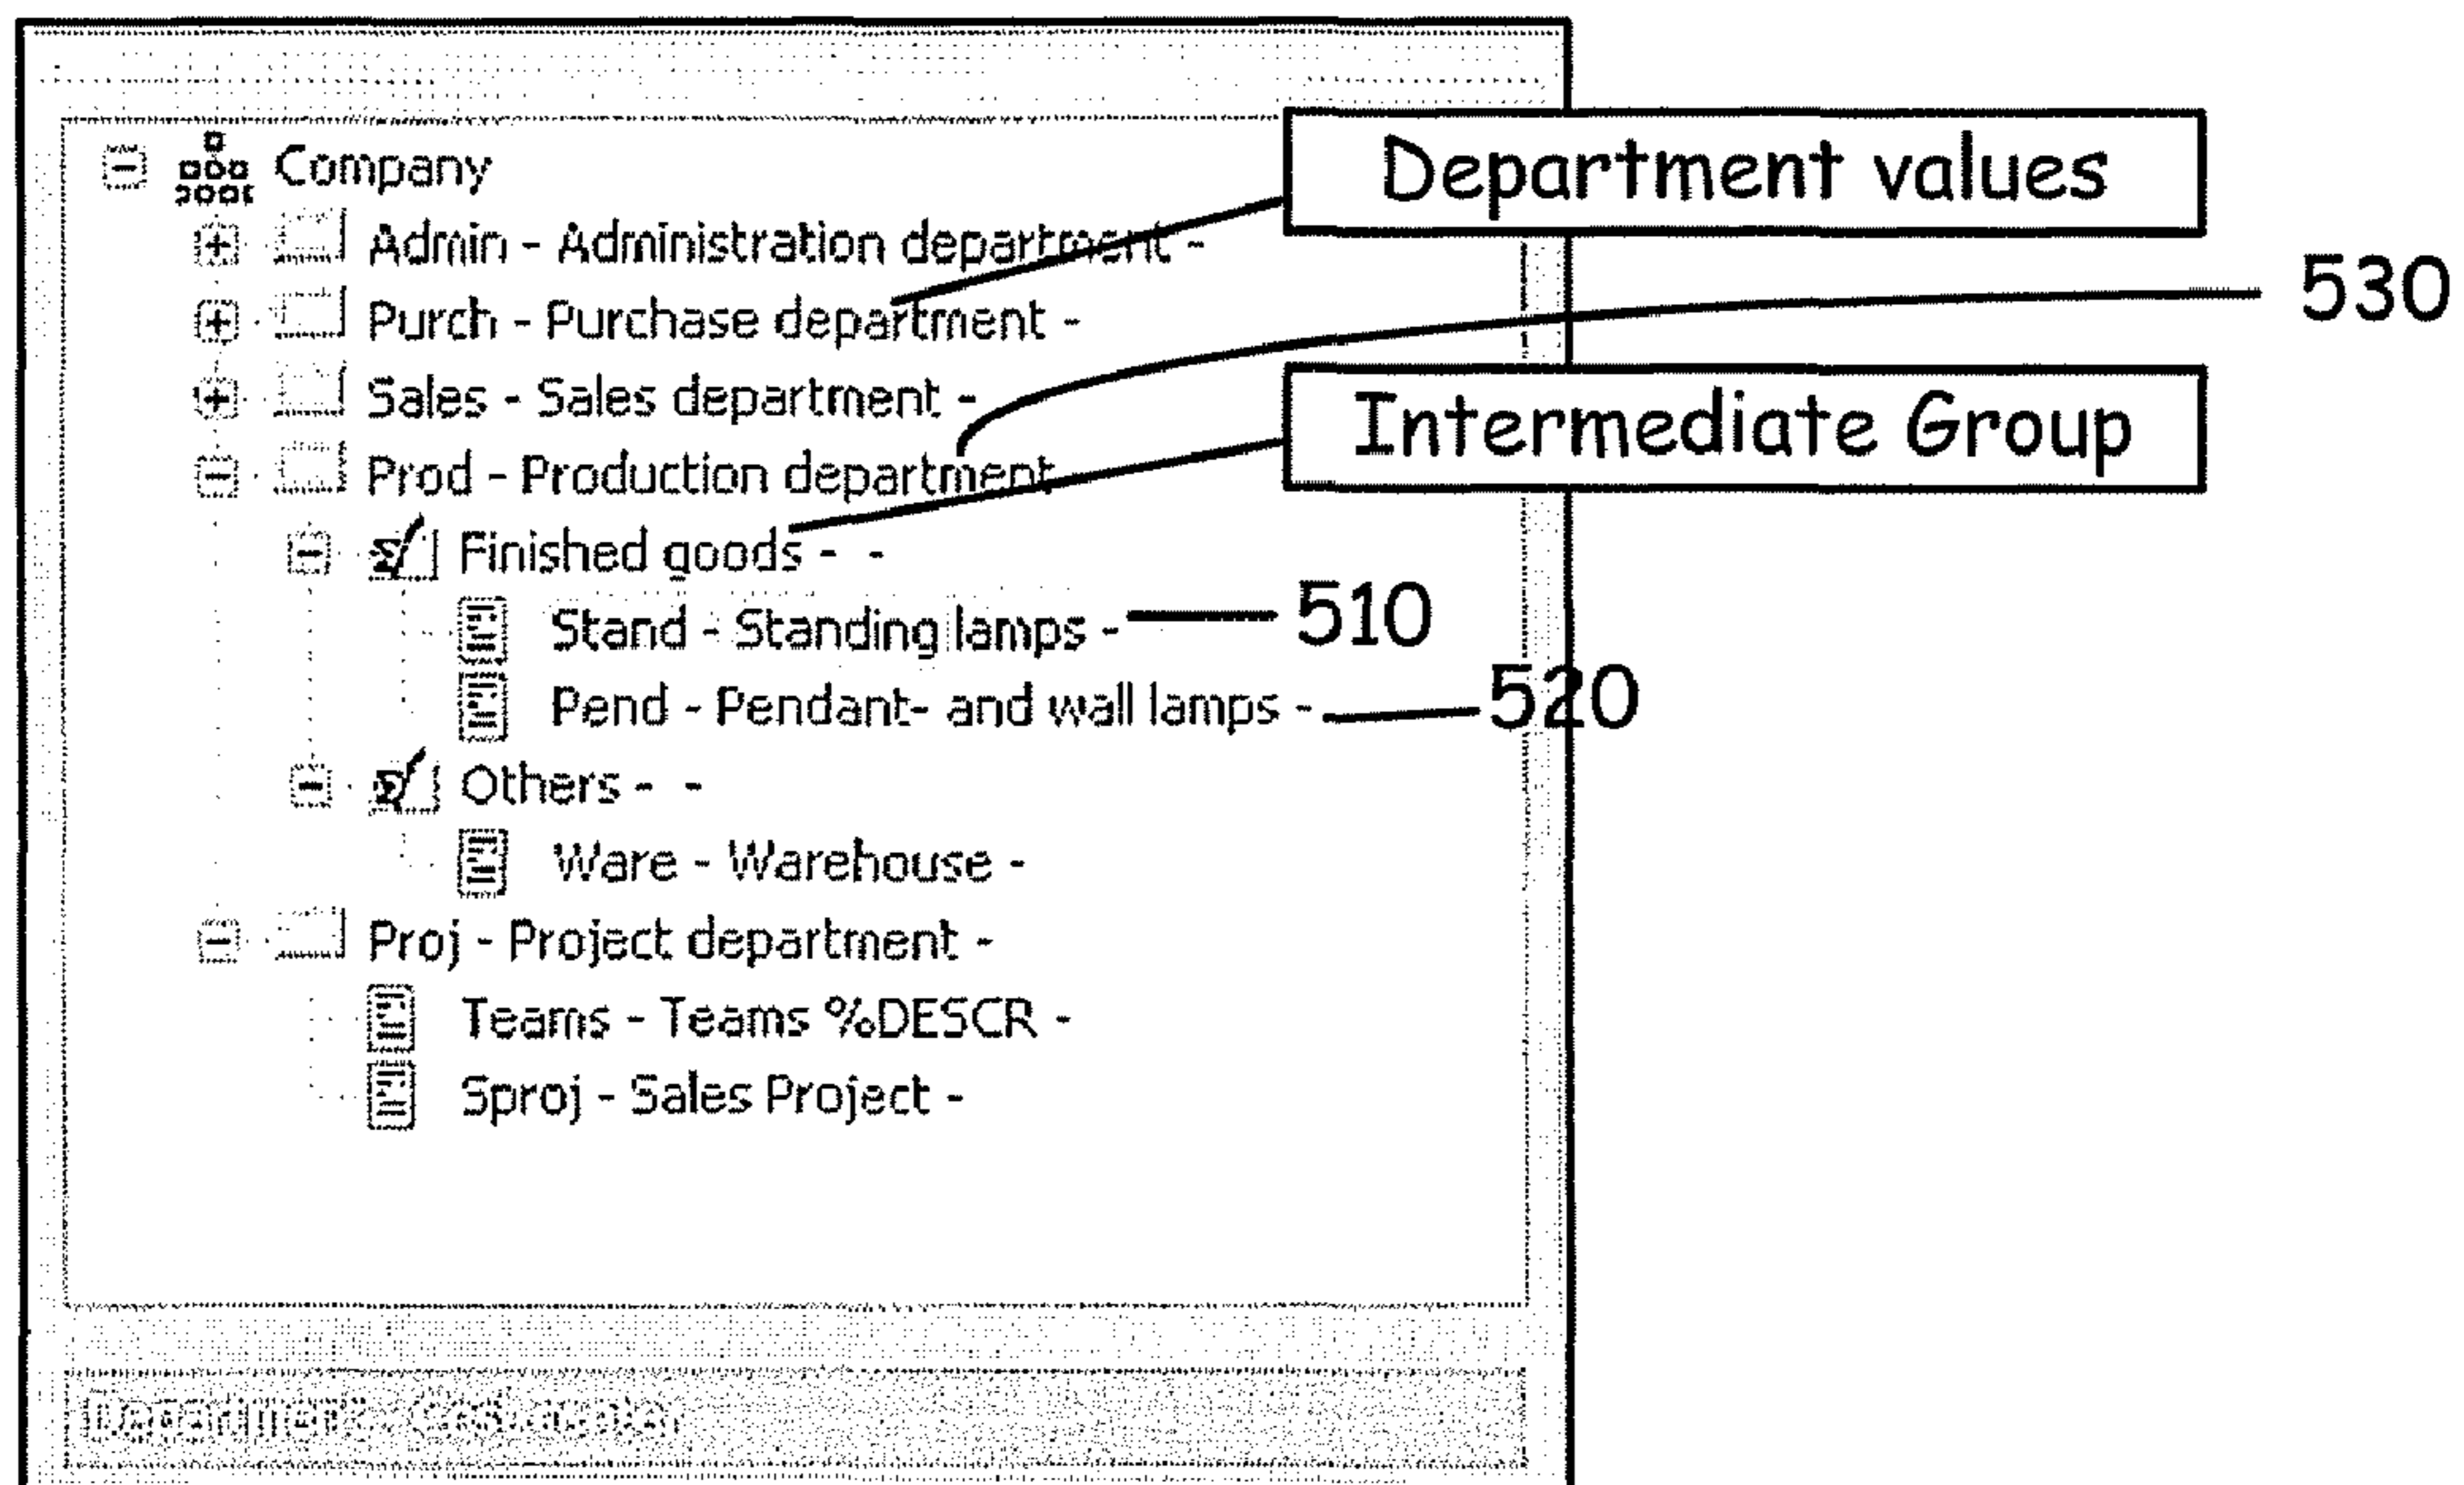 Company
Department values
Admin - Administration department -
530
Purch - Purchase department -
Sales - Sales department -
Intermediate Group
Prod - Production department
Finished goods - -
Stand - Standing lamps - 510
Pend - Pendant- and wall lamps - 520
Others - -
Ware - Warehouse -
Proj - Project department -
Teams - Teams %DESCR -
Sproj - Sales Project -